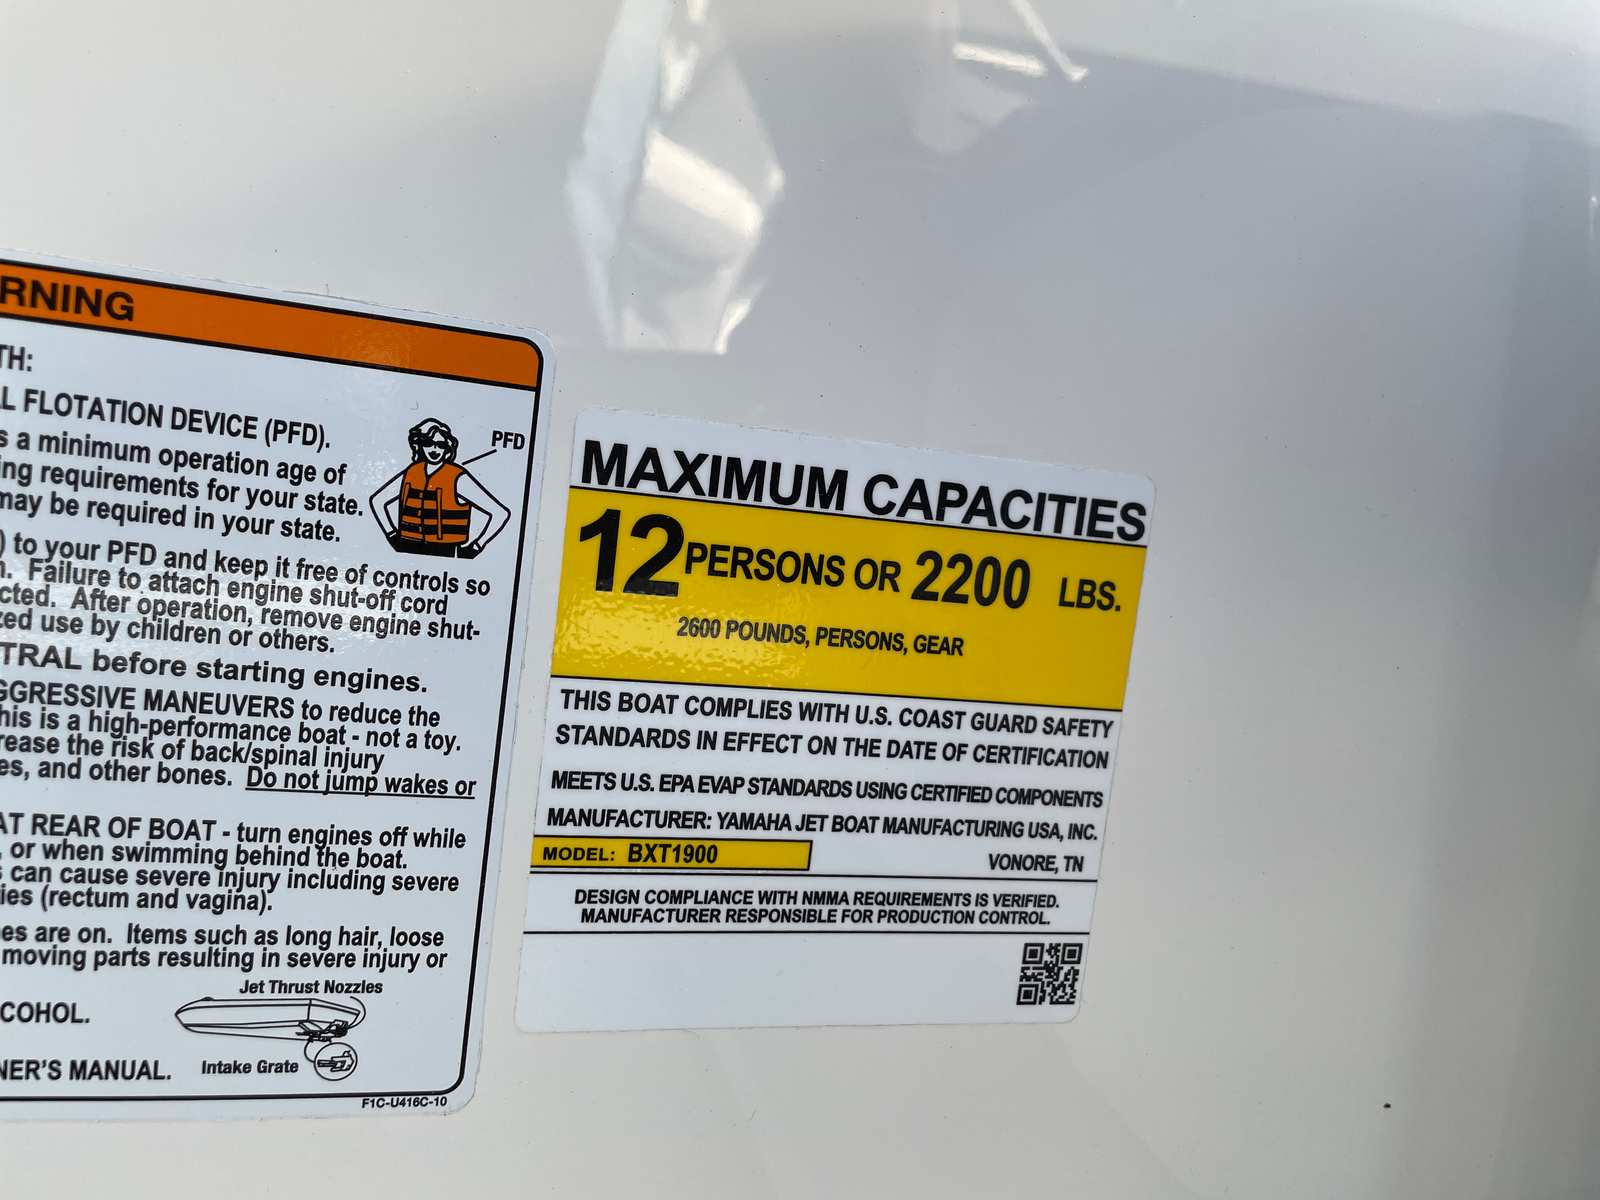 RNING
TH:
L FLOTATION DEVICE (PFD).
PFD
s a minimum operation age of
ing requirements for your state.
may be required in your state.
) to your PFD and keep it free of controls so
. Failure to attach engine shut-off cord
cted. After operation, remove engine shut-
zed use by children or others.
TRAL before starting engines.
GGRESSIVE MANEUVERS to reduce the
his is a high-performance boat - not a toy.
rease the risk of back/spinal injury
es, and other bones. Do not jump wakes or
AT REAR OF BOAT - turn engines off while
, or when swimming behind the boat.
s can cause severe injury including severe
ies (rectum and vagina).
es are on. Items such as long hair, loose
moving parts resulting in severe injury or
Jet Thrust Nozzles
COHOL.
NER'S MANUAL.
Intake Grate
F1C-U416C-10
MAXIMUM CAPACITIES
12 PERSONS OR 2200 LBS.
2600 POUNDS, PERSONS, GEAR
THIS BOAT COMPLIES WITH U.S. COAST GUARD SAFETY
STANDARDS IN EFFECT ON THE DATE OF CERTIFICATION
MEETS U.S. EPA EVAP STANDARDS USING CERTIFIED COMPONENTS
MANUFACTURER: YAMAHA JET BOAT MANUFACTURING USA, INC.
MODEL: BXT1900
VONORE, TN
DESIGN COMPLIANCE WITH NMMA REQUIREMENTS IS VERIFIED.
MANUFACTURER RESPONSIBLE FOR PRODUCTION CONTROL.